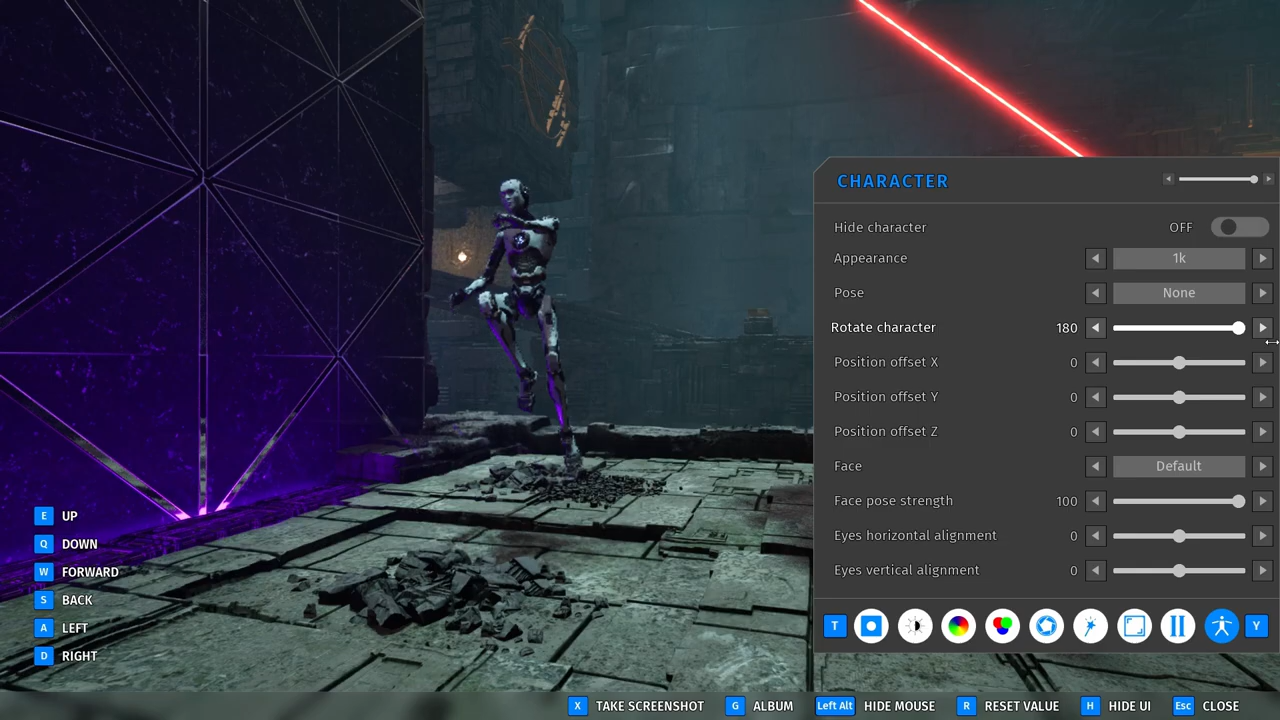 CHARACTER
Hide character OFF
Appearance 1k
Pose None
Rotate character 180
Position offset X 0
Position offset Y 0
Position offset Z 0
Face Default
Face pose strength 100
Eyes horizontal alignment 0
Eyes vertical alignment 0
T Y
E UP
Q DOWN
W FORWARD
S BACK
A LEFT
D RIGHT
X TAKE SCREENSHOT G ALBUM Left Alt HIDE MOUSE R RESET VALUE H HIDE UI Esc CLOSE